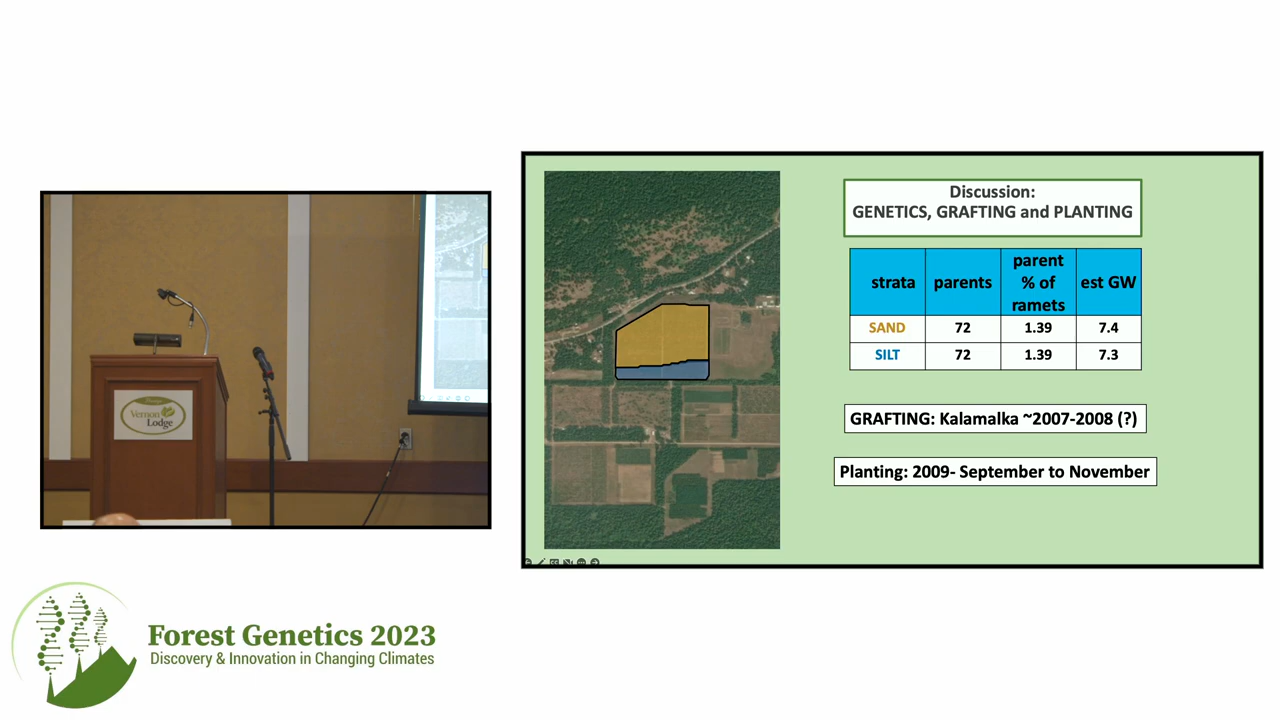 Vernon
Lodge
Discussion:
GENETICS, GRAFTING and PLANTING
strata parents parent % of ramets est GW
SAND 72 1.39 7.4
SILT 72 1.39 7.3
GRAFTING: Kalamalka ~2007-2008 (?)
Planting: 2009- September to November
Forest Genetics 2023
Discovery & Innovation in Changing Climates